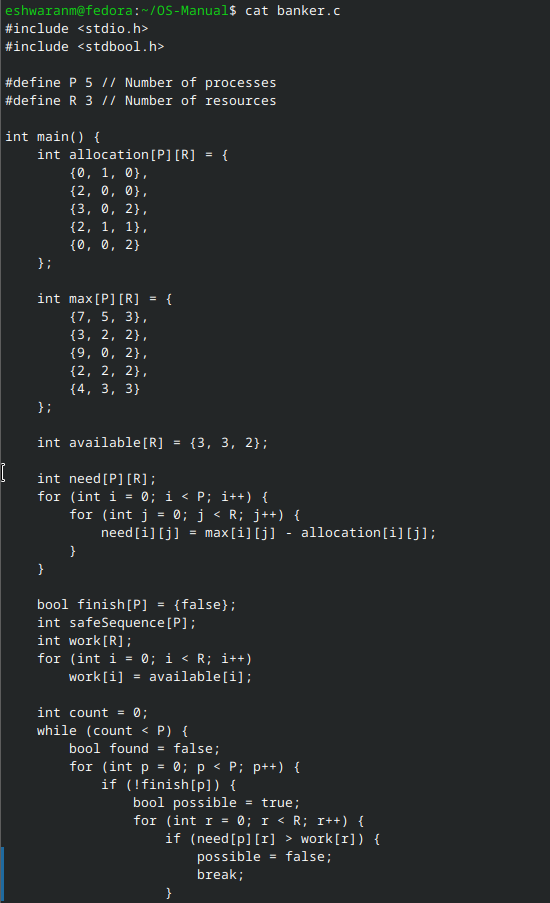 eshwaranm@fedora:~/OS-Manual$ cat banker.c
#include <stdio.h>
#include <stdbool.h>

#define P 5 // Number of processes
#define R 3 // Number of resources

int main() {
    int allocation[P][R] = {
        {0, 1, 0},
        {2, 0, 0},
        {3, 0, 2},
        {2, 1, 1},
        {0, 0, 2}
    };

    int max[P][R] = {
        {7, 5, 3},
        {3, 2, 2},
        {9, 0, 2},
        {2, 2, 2},
        {4, 3, 3}
    };

    int available[R] = {3, 3, 2};

    int need[P][R];
    for (int i = 0; i < P; i++) {
        for (int j = 0; j < R; j++) {
            need[i][j] = max[i][j] - allocation[i][j];
        }
    }

    bool finish[P] = {false};
    int safeSequence[P];
    int work[R];
    for (int i = 0; i < R; i++)
        work[i] = available[i];

    int count = 0;
    while (count < P) {
        bool found = false;
        for (int p = 0; p < P; p++) {
            if (!finish[p]) {
                bool possible = true;
                for (int r = 0; r < R; r++) {
                    if (need[p][r] > work[r]) {
                        possible = false;
                        break;
                    }